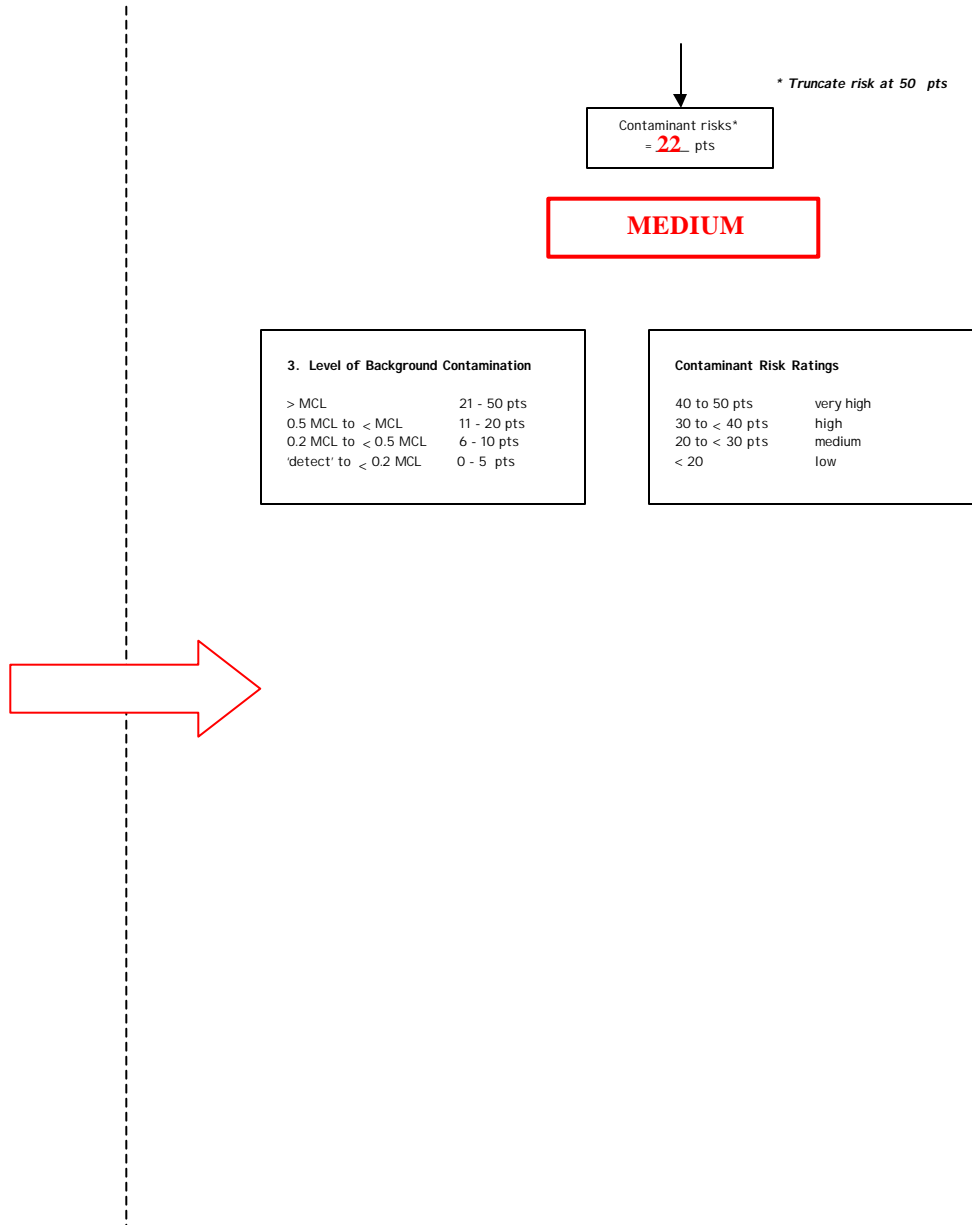 * Truncate risk at 50 pts
Contaminant risks*
= 22 pts
MEDIUM
3. Level of Background Contamination
> MCL 21 - 50 pts
0.5 MCL to < MCL 11 - 20 pts
0.2 MCL to < 0.5 MCL 6 - 10 pts
'detect' to < 0.2 MCL 0 - 5 pts
Contaminant Risk Ratings
40 to 50 pts very high
30 to < 40 pts high
20 to < 30 pts medium
< 20 low